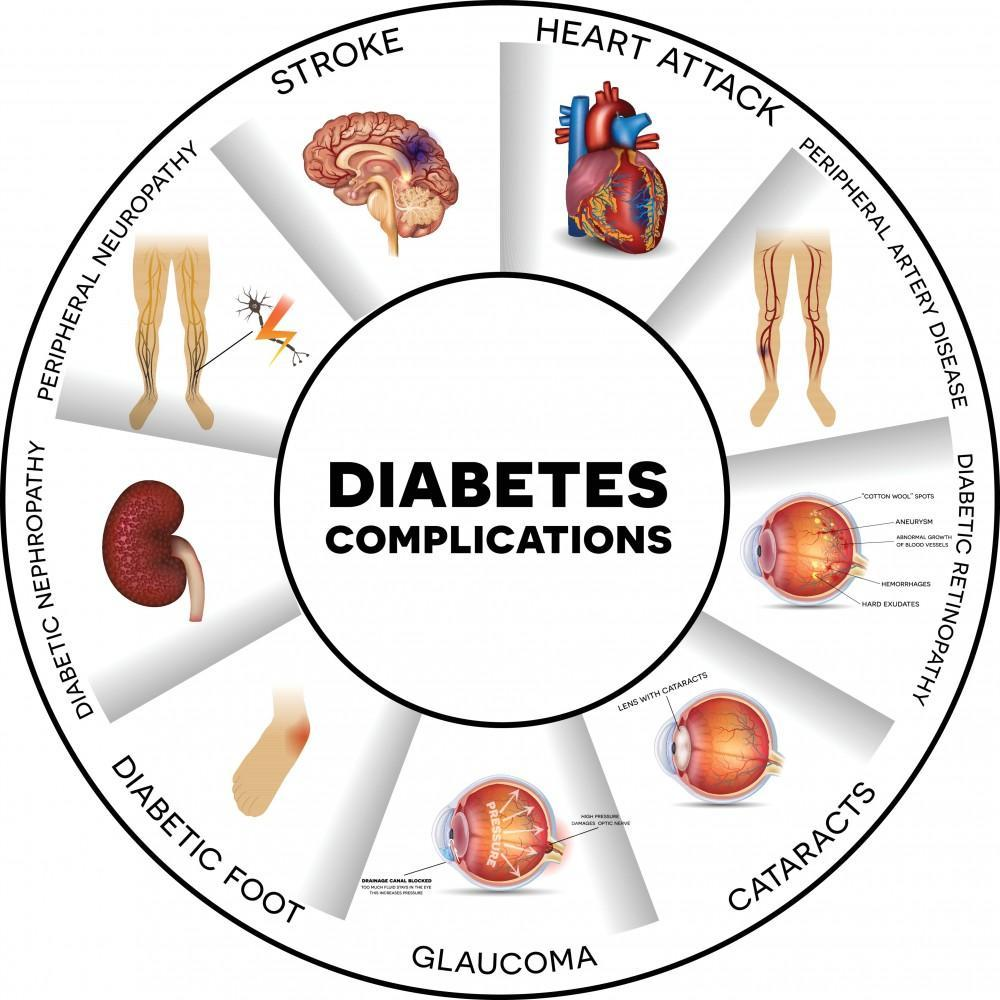 DIABETES
COMPLICATIONS
STROKE
HEART ATTACK
PERIPHERAL ARTERY DISEASE
DIABETIC RETINOPATHY
"COTTON WOOL" SPOTS
ANEURYSM
ABNORMAL GROWTH
OF BLOOD VESSELS
HEMORRHAGES
HARD EXUDATES
CATARACTS
LENS WITH CATARACTS
GLAUCOMA
PRESSURE
HIGH PRESSURE
DAMAGES OPTIC NERVE
DRAINAGE CANAL BLOCKED
TOO MUCH FLUID STAYS IN THE EYE
THIS INCREASES PRESSURE
DIABETIC FOOT
DIABETIC NEPHROPATHY
PERIPHERAL NEUROPATHY